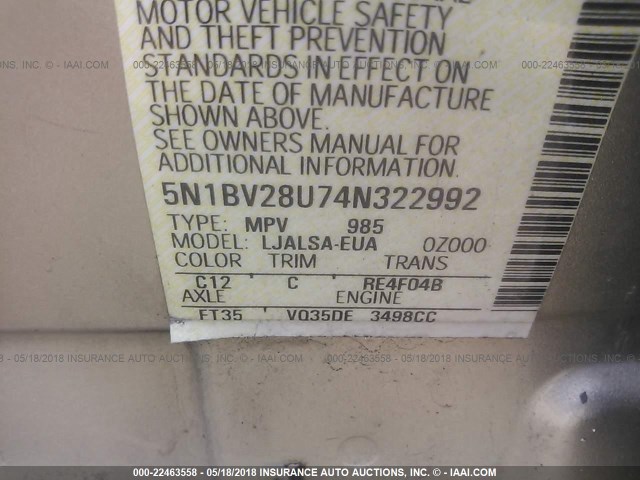 MOTOR VEHICLE SAFETY
AND THEFT PREVENTION
STANDARDS IN EFFECT ON
THE DATE OF MANUFACTURE
SHOWN ABOVE.
SEE OWNERS MANUAL FOR
ADDITIONAL INFORMATION.
5N1BV28U74N322992
TYPE: MPV 985
MODEL: LJALSA-EUA 0Z000
COLOR TRIM TRANS
C12 C RE4F04B
AXLE ENGINE
FT35 VQ35DE 3498CC
000-22463558 - 05/18/2018 INSURANCE AUTO AUCTIONS, INC. - © IAAI.COM